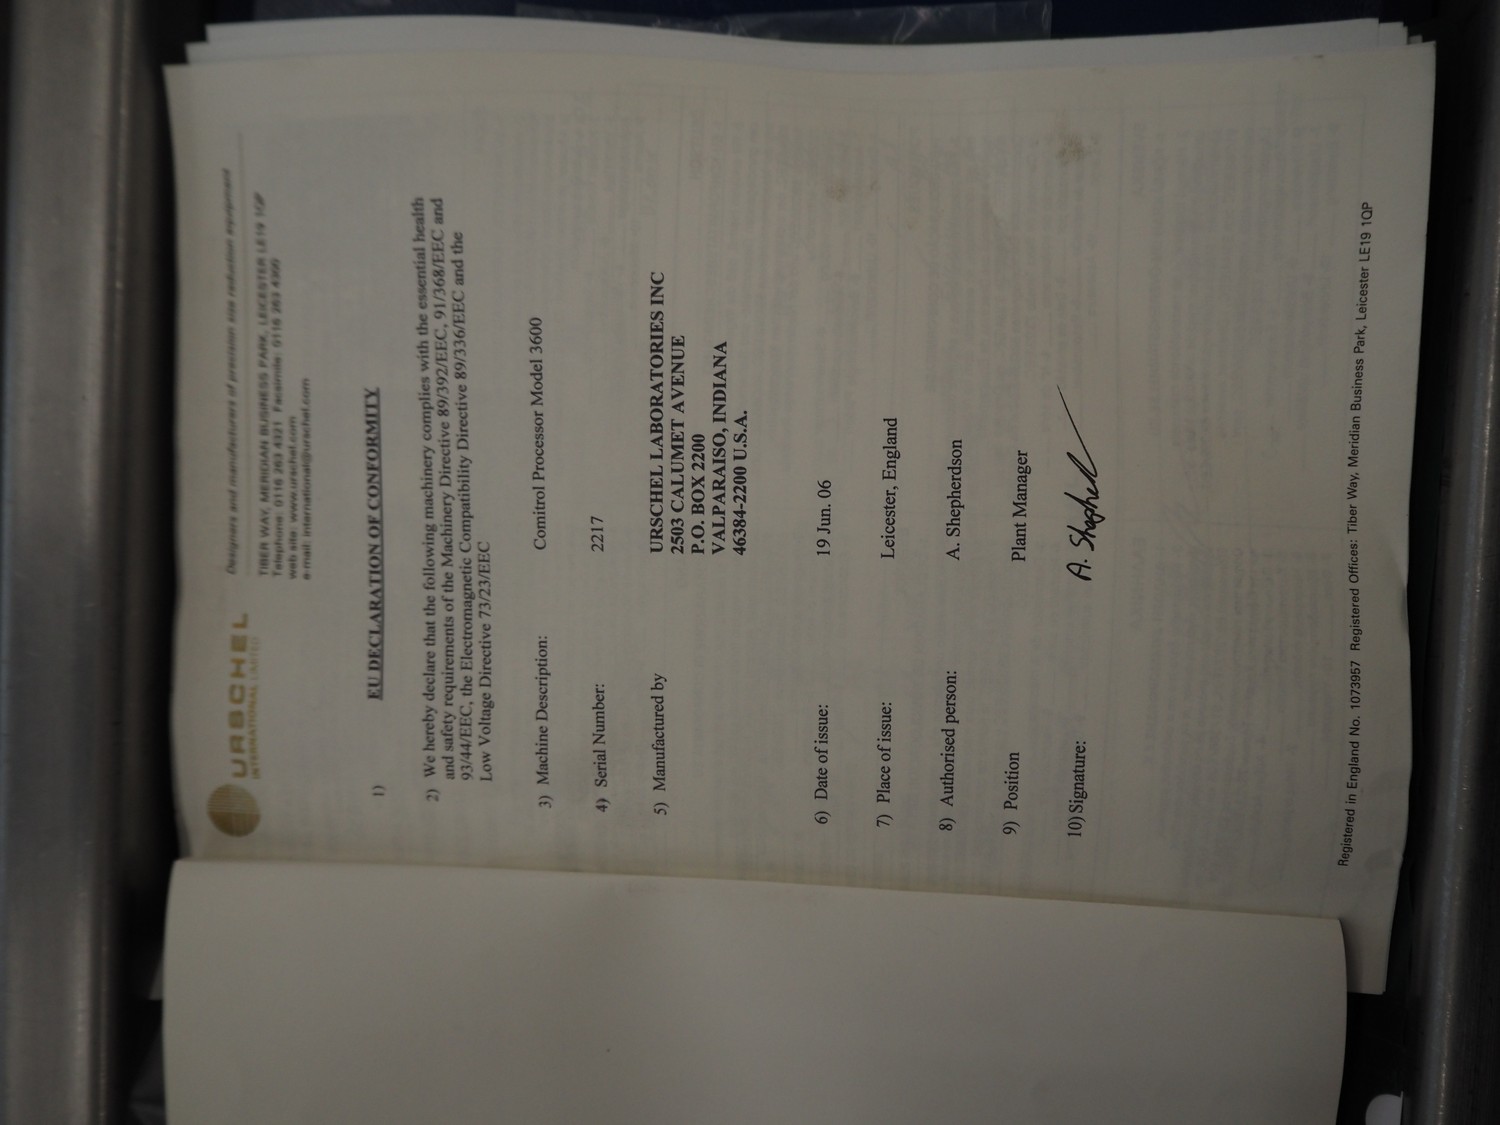 URSCHEL
INTERNATIONAL LIMITED
Designers and manufacturers of precision size reduction equipment
TIBER WAY, MERIDIAN BUSINESS PARK, LEICESTER LE19 1QP
Telephone: 0116 263 4321 Facsimile: 0116 263 4300
web site: www.urschel.com
e-mail: international@urschel.com
1) EU DECLARATION OF CONFORMITY
2) We hereby declare that the following machinery complies with the essential health
and safety requirements of the Machinery Directive 89/392/EEC, 91/368/EEC and
93/44/EEC, the Electromagnetic Compatibility Directive 89/336/EEC and the
Low Voltage Directive 73/23/EEC
3) Machine Description: Comitrol Processor Model 3600
4) Serial Number: 2217
5) Manufactured by URSCHEL LABORATORIES INC
2503 CALUMET AVENUE
P.O. BOX 2200
VALPARAISO, INDIANA
46384-2200 U.S.A.
6) Date of issue: 19 Jun. 06
7) Place of issue: Leicester, England
8) Authorised person: A. Shepherdson
9) Position Plant Manager
10) Signature: A. Shepherd
Registered in England No. 1073957 Registered Offices: Tiber Way, Meridian Business Park, Leicester LE19 1QP